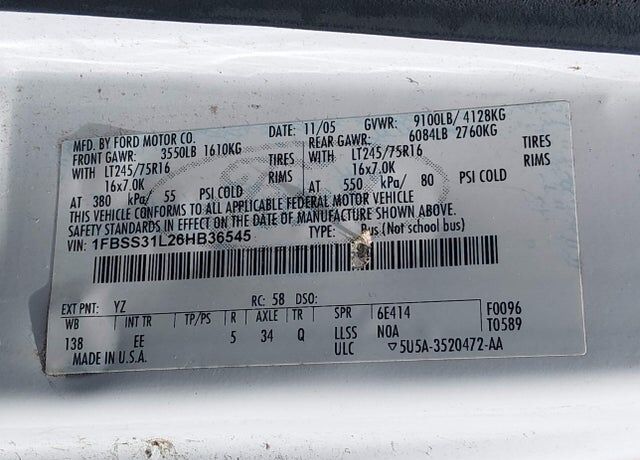 MFD. BY FORD MOTOR CO. DATE: 11/05 GVWR: 9100LB/ 4128KG
FRONT GAWR: 3550LB 1610KG REAR GAWR: 6084LB 2760KG
WITH LT245/75R16 TIRES WITH LT245/75R16 TIRES
16x7.0K RIMS 16x7.0K RIMS
AT 380 kPa/ 55 PSI COLD AT 550 kPa/ 80 PSI COLD
THIS VEHICLE CONFORMS TO ALL APPLICABLE FEDERAL MOTOR VEHICLE
SAFETY STANDARDS IN EFFECT ON THE DATE OF MANUFACTURE SHOWN ABOVE.
VIN: 1FBSS31L26HB36545 TYPE: Bus (Not school bus)
EXT PNT: YZ RC: 58 DSO:
WB INT TR TP/PS R AXLE TR SPR 6E414 F0096
138 EE 5 34 Q LLSS NOA T0589
MADE IN U.S.A. ULC ▽5U5A-3520472-AA